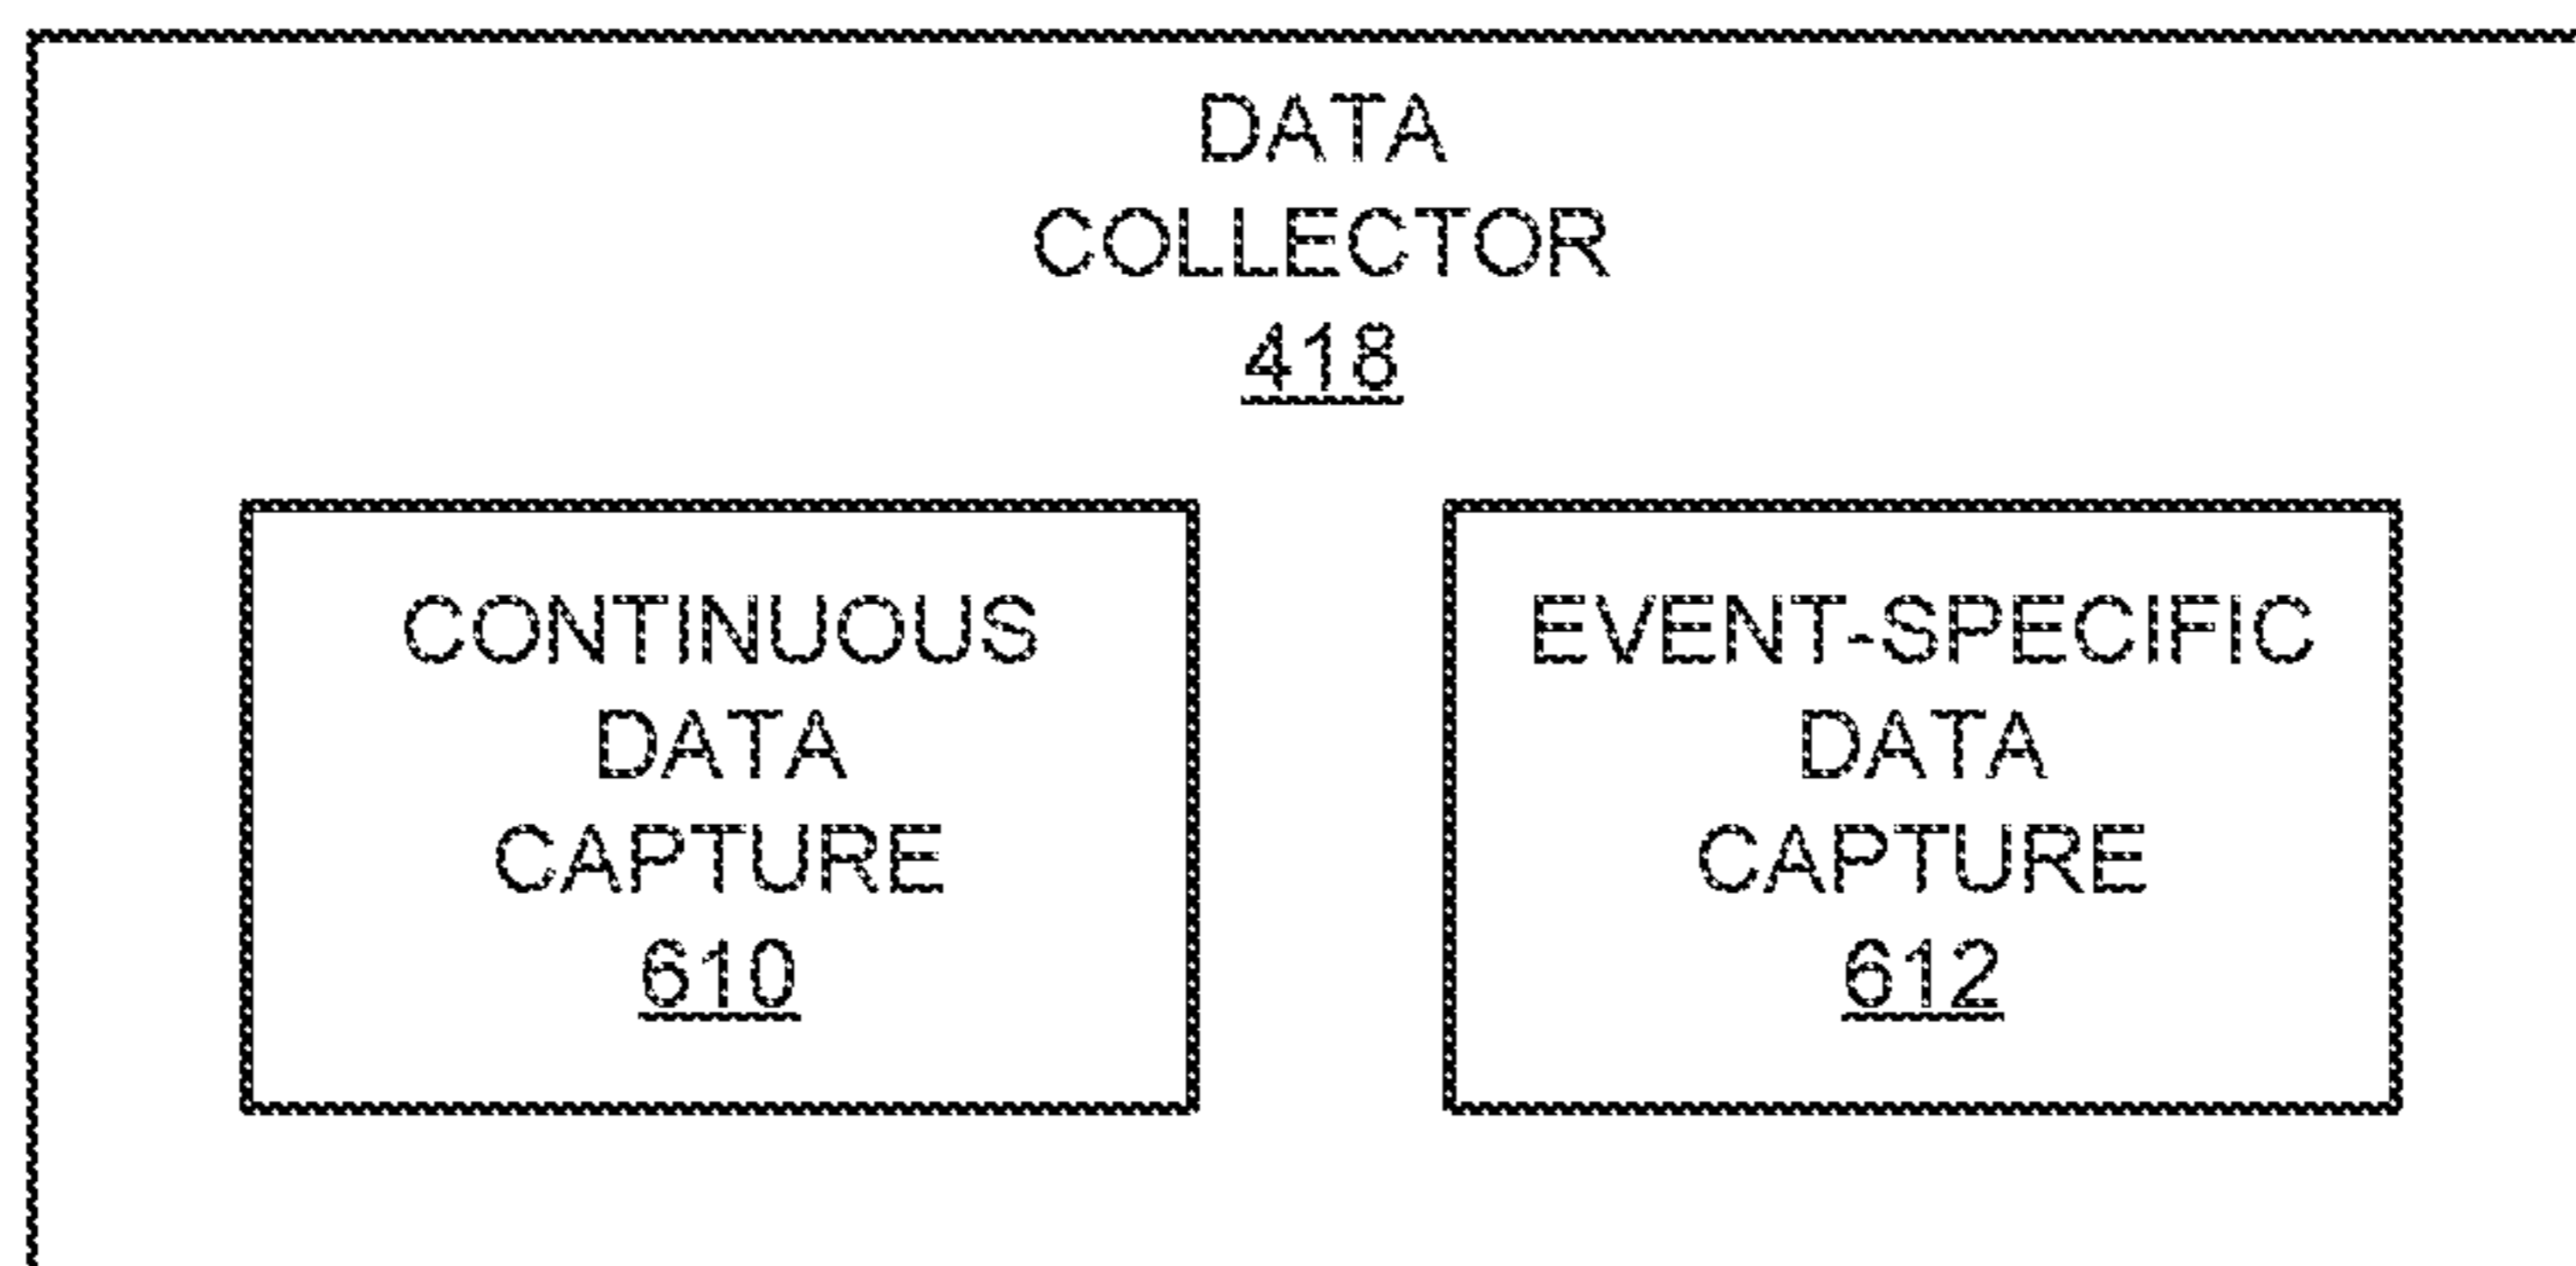 DATA
COLLECTOR
418
CONTINUOUS
DATA
CAPTURE
610
EVENT-SPECIFIC
DATA
CAPTURE
612